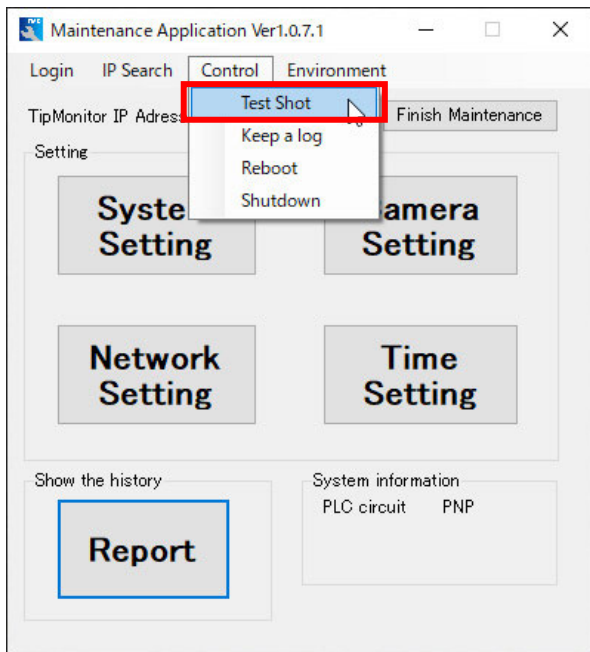 Maintenance Application Ver1.0.7.1
Login IP Search Control Environment
TipMonitor IP Adres
Test Shot
Finish Maintenance
Keep a log
Reboot
Shutdown
Setting
Syste
Setting
amera
Setting
Network
Setting
Time
Setting
Show the history
Report
System information
PLC circuit PNP